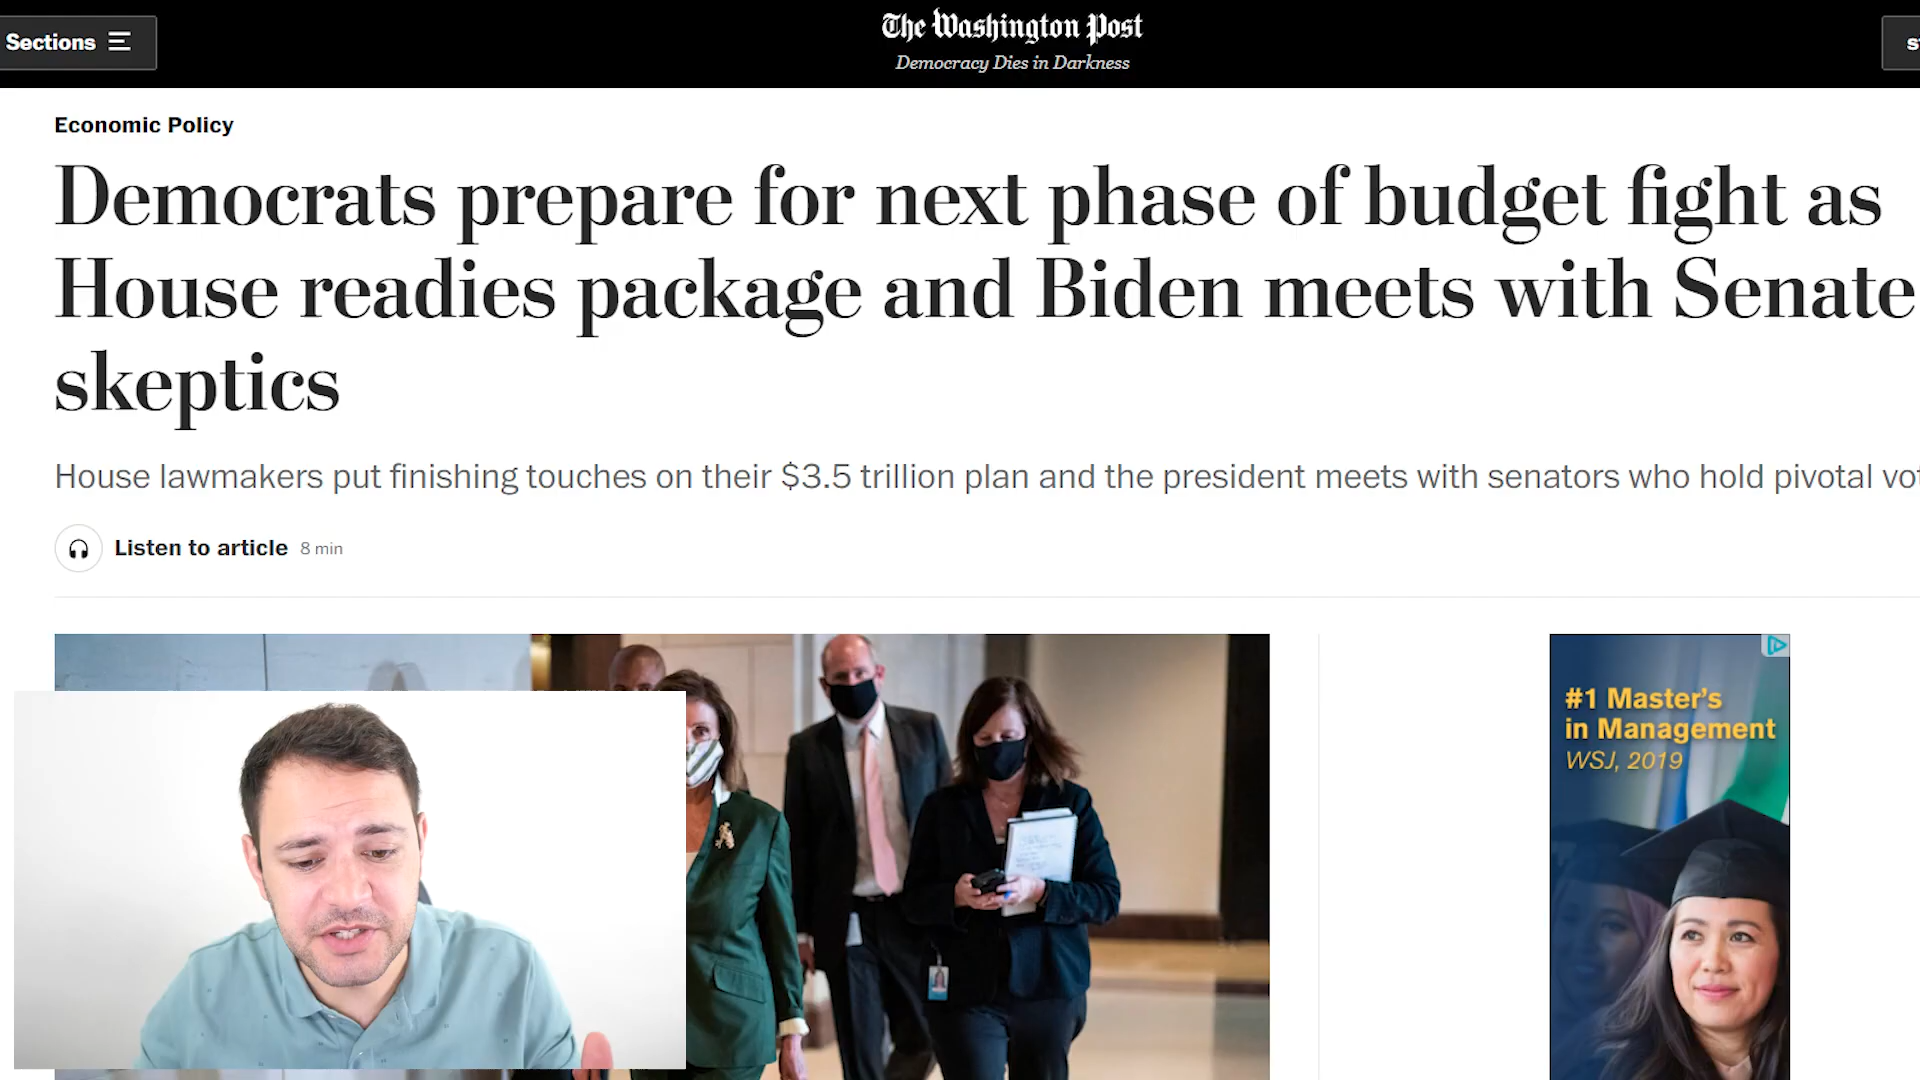 Sections
The Washington Post
Democracy Dies in Darkness
Economic Policy
Democrats prepare for next phase of budget fight as
House readies package and Biden meets with Senate
skeptics
House lawmakers put finishing touches on their $3.5 trillion plan and the president meets with senators who hold pivotal
Listen to article 8 min
#1 Master's
in Management
WSJ, 2019